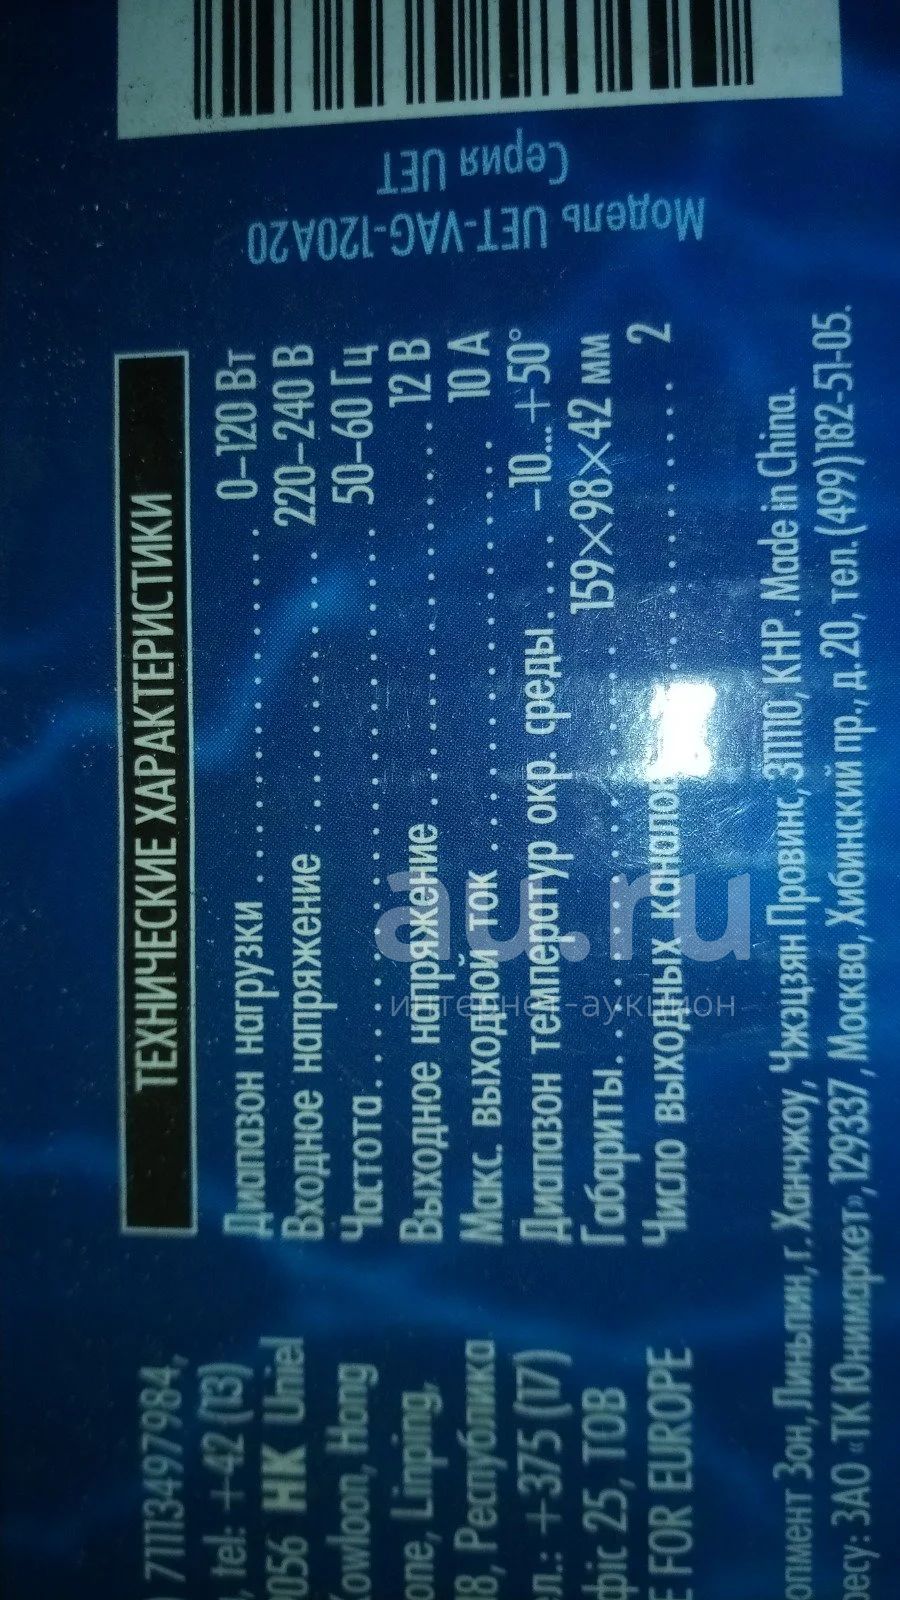 Серия UET
Модель UET-VAG-120A20
ТЕХНИЧЕСКИЕ ХАРАКТЕРИСТИКИ
Диапазон нагрузки . . . . . . . . . . . . . . . . 0–120 Вт
Входное напряжение . . . . . . . . . . . . 220–240 В
Частота . . . . . . . . . . . . . . . . . . . . . . . . 50–60 Гц
Выходное напряжение . . . . . . . . . . . . . . . . 12 В
Макс. выходной ток . . . . . . . . . . . . . . . . . . 10 А
Диапазон температур окр. среды. . . . . –10...+50°
Габариты. . . . . . . . . . . . . . . . . . . 159×98×42 мм
Число выходных каналов . . . . . . . . . . . . . . . . 2
7113497984,
tel: +42 (13)
056 HK Uniel
Kowloon, Hong
one, Linping,
Республика
+375 (17)
25, ТОВ
FOR EUROPE
Зон, Линьпин, г. Ханчжоу, Чжэцзян Провинс, 311110, КНР. Made in China.
ЗАО «ТК Юнимаркет», 129337, Москва, Хибинский пр., д. 20, тел. (499)182-51-05.
au.ru
интернет-аукцион